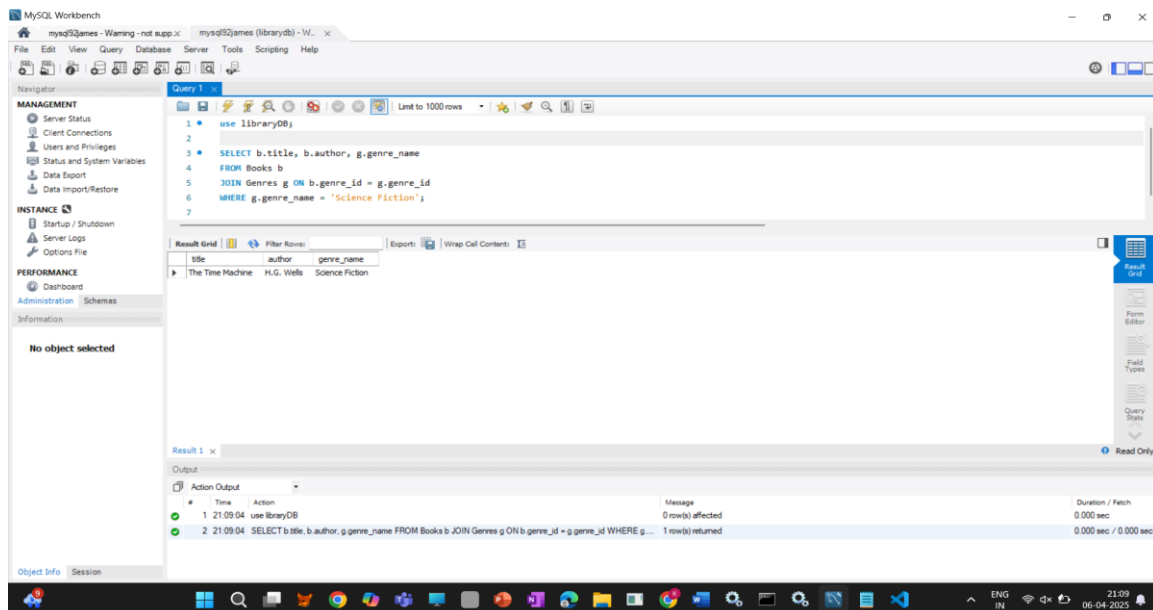 MySQL Workbench
mysql92james - Warning - not supp.
mysql92james (librarydb) - W...
File Edit View Query Database Server Tools Scripting Help
Navigator
MANAGEMENT
Server Status
Client Connections
Users and Privileges
Status and System Variables
Data Export
Data Import/Restore
INSTANCE
Startup / Shutdown
Server Logs
Options File
PERFORMANCE
Dashboard
Administration Schemas
Information
No object selected
Object Info Session
Query 1
Limit to 1000 rows
1 use libraryDB;
2
3 SELECT b.title, b.author, g.genre_name
4 FROM Books b
5 JOIN Genres g ON b.genre_id = g.genre_id
6 WHERE g.genre_name = 'Science Fiction';
7
Result Grid Filter Rows: Export: Wrap Cell Content:
title author genre_name
The Time Machine H.G. Wells Science Fiction
Result Grid
Form Editor
Field Types
Query Stats
Result 1
Read Only
Output
Action Output
# Time Action Message Duration / Fetch
1 21:09:04 use libraryDB 0 row(s) affected 0.000 sec
2 21:09:04 SELECT b.title, b.author, g.genre_name FROM Books b JOIN Genres g ON b.genre_id = g.genre_id WHERE g.... 1 row(s) returned 0.000 sec / 0.000 sec
9
ENG
IN
21:09
06-04-2025